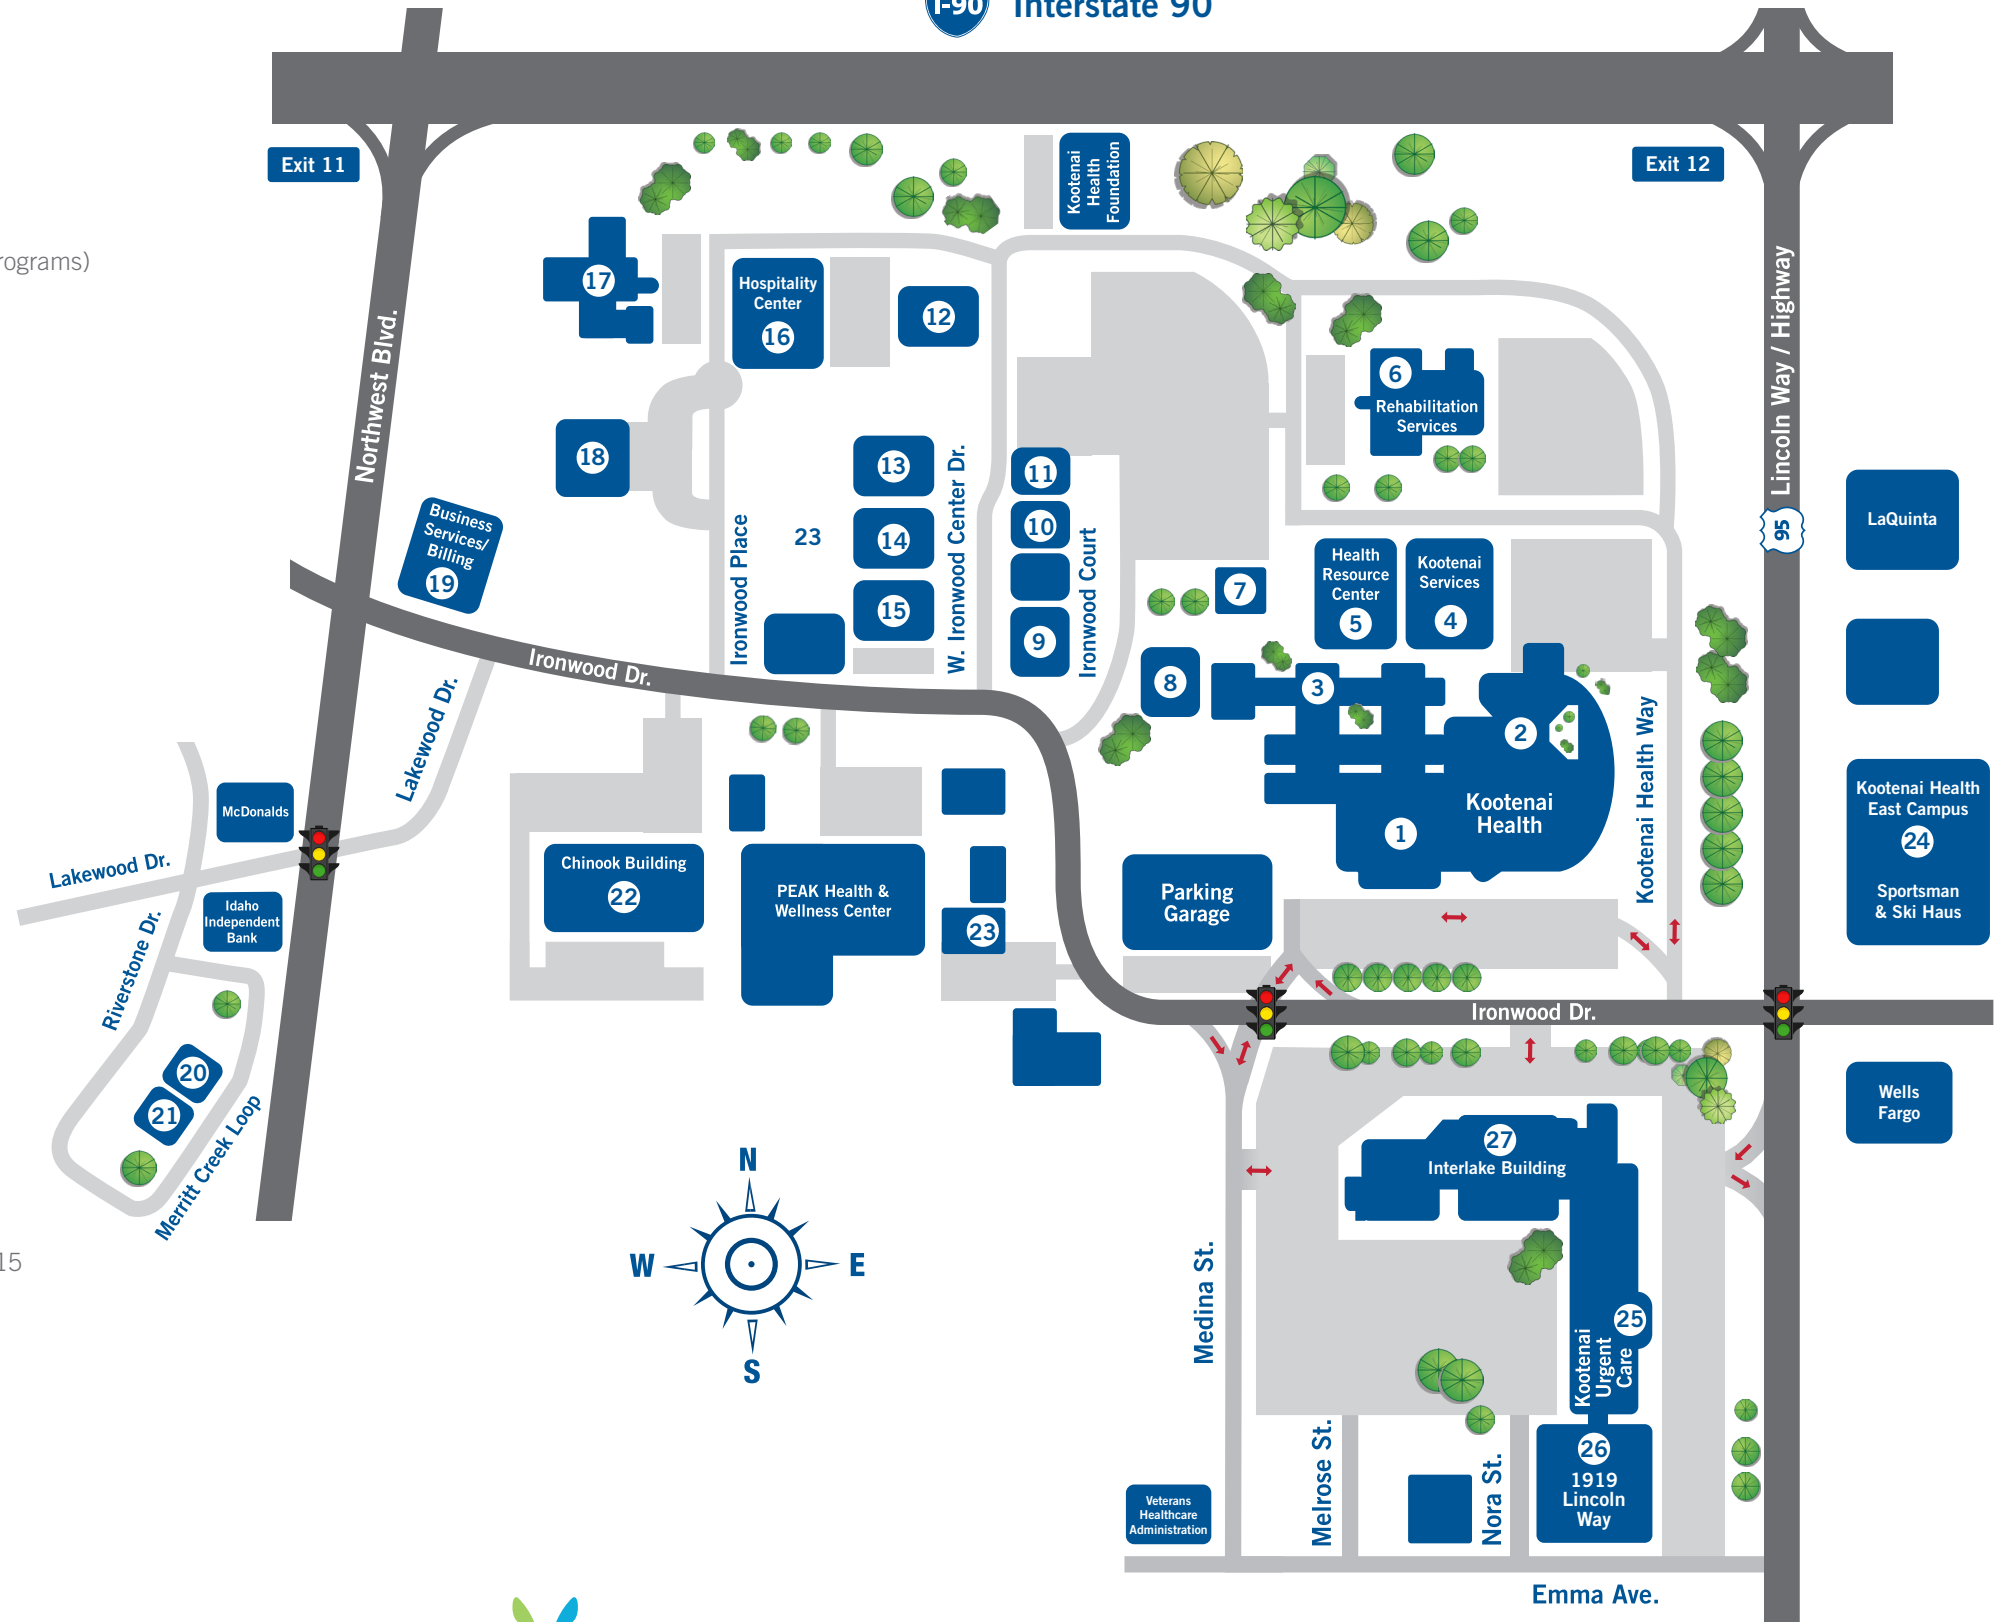 I-90
Interstate 90
Exit 11
Exit 12
Kootenai
Health
Foundation
rograms)
17
Hospitality
Center
16
12
Northwest Blvd.
Lincoln Way / Highway
95
6
Rehabilitation
Services
18
13
11
LaQuinta
Business
Services/
Billing
19
Ironwood Place
23
14
W. Ironwood Center Dr.
10
Ironwood Court
Health
Resource
Center
5
Kootenai
Services
4
7
15
9
Ironwood Dr.
8
3
2
Lakewood Dr.
Kootenai Health Way
McDonalds
Kootenai
Health
1
Kootenai Health
East Campus
24
Sportsman
& Ski Haus
Lakewood Dr.
Chinook Building
22
PEAK Health &
Wellness Center
Parking
Garage
Idaho
Independent
Bank
23
Riverstone Dr.
Ironwood Dr.
20
21
Merritt Creek Loop
Wells
Fargo
27
Interlake Building
N
W
E
S
15
Medina St.
25
Kootenai
Urgent
Care
26
1919
Lincoln
Way
Melrose St.
Nora St.
Veterans
Healthcare
Administration
Emma Ave.